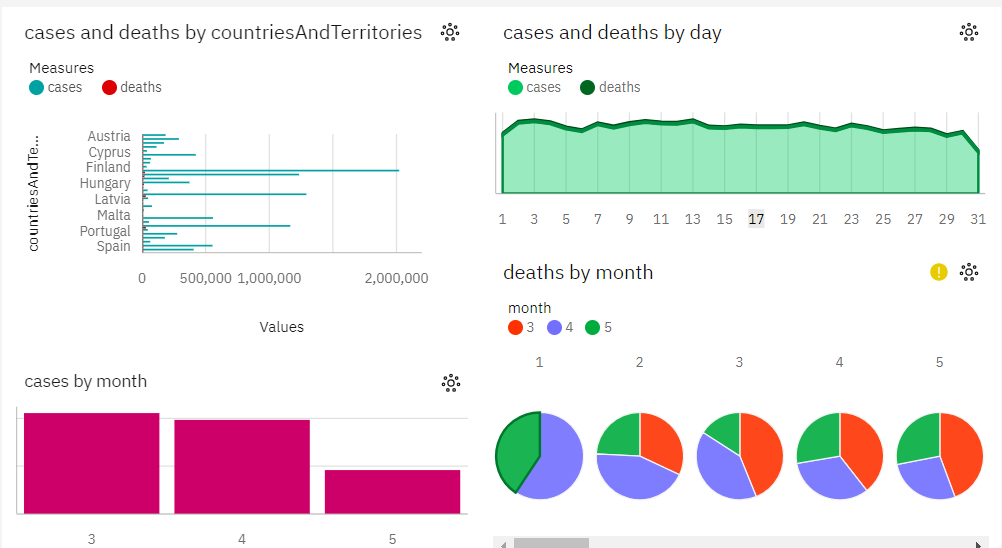 cases and deaths by countriesAndTerritories
Measures
cases deaths
countriesAndTe...
Austria
Cyprus
Finland
Hungary
Latvia
Malta
Portugal
Spain
0 500,000 1,000,000 2,000,000
Values
cases by month
3 4 5
cases and deaths by day
Measures
cases deaths
1 3 5 7 9 11 13 15 17 19 21 23 25 27 29 31
deaths by month
month
3 4 5
1 2 3 4 5